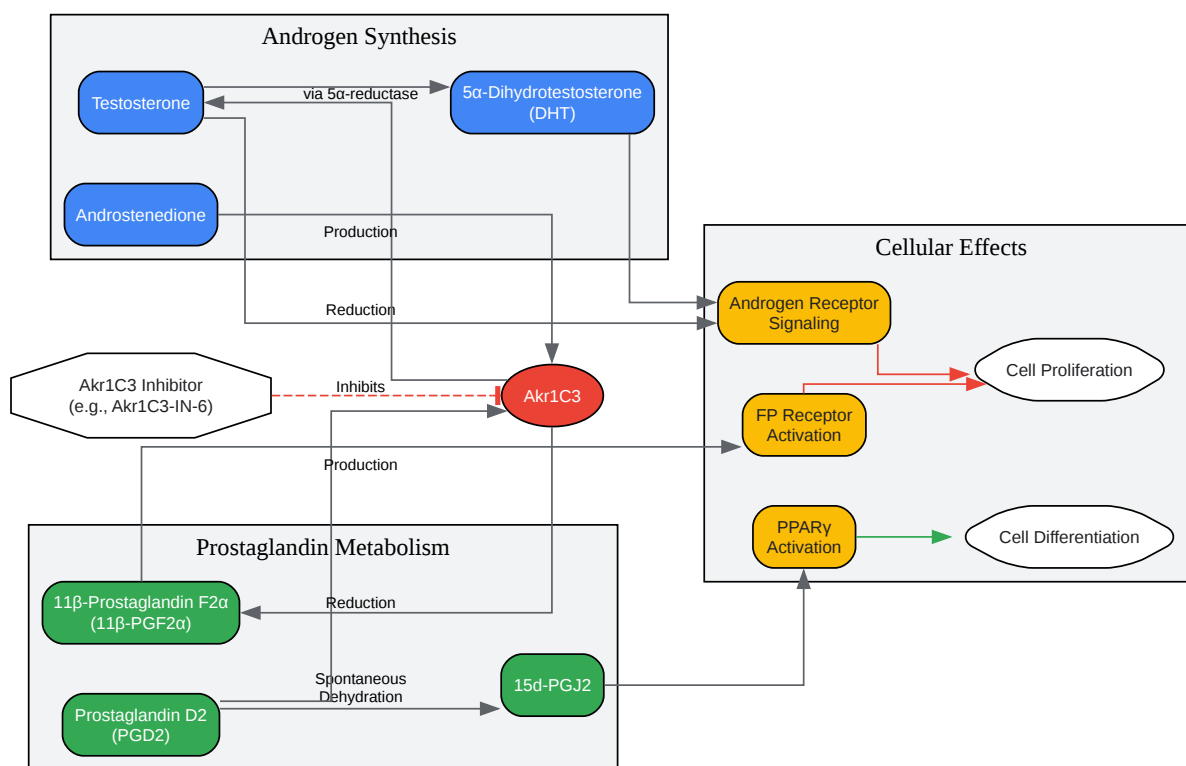 Androgen Synthesis
Testosterone
via 5α-reductase
5α-Dihydrotestosterone
(DHT)
Androstenedione
Production
Reduction
Cellular Effects
Androgen Receptor
Signaling
Cell Proliferation
Akr1C3 Inhibitor
(e.g., Akr1C3-IN-6)
Inhibits
Akr1C3
FP Receptor
Activation
Production
PPARγ
Activation
Cell Differentiation
Prostaglandin Metabolism
11β-Prostaglandin F2α
(11β-PGF2α)
Reduction
Spontaneous
Dehydration
15d-PGJ2
Prostaglandin D2
(PGD2)